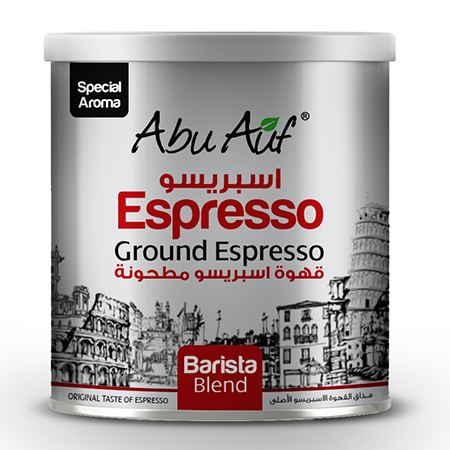 Special
Aroma
Abu Auf®
اسبريسو
Espresso
Ground Espresso
قهوة اسبريسو مطحونة
Barista
Blend
ORIGINAL TASTE OF ESPRESSO
مذاق القهوة الاسبريسو الأصلي